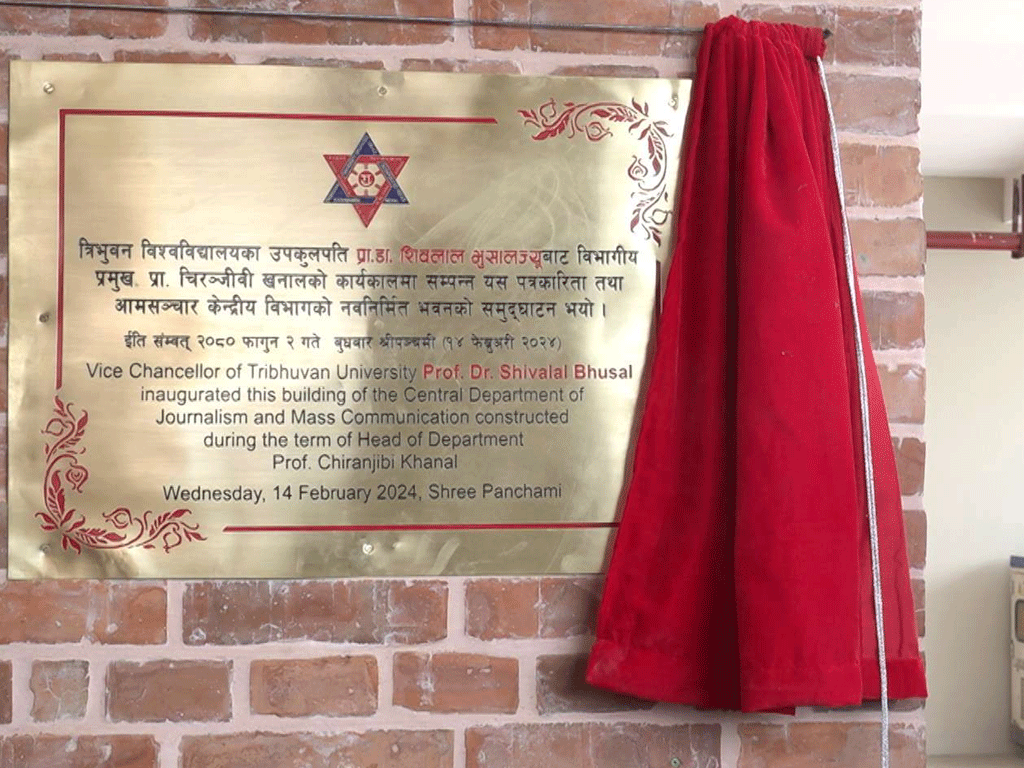 त्रिभुवन विश्वविद्यालयका उपकुलपति प्रा.डा. शिवलाल भुसालज्यूबाट विभागीय
प्रमुख प्रा. चिरञ्जीवी खनालको कार्यकालमा सम्पन्न यस पत्रकारिता तथा
आमसञ्चार केन्द्रीय विभागको नवनिर्मित भवनको समुद्घाटन भयो ।
ईति संम्बत् २०८० फागुन २ गते बुधबार श्रीपञ्चमी (१४ फेब्रुअरी २०२४)
Vice Chancellor of Tribhuvan University Prof. Dr. Shivalal Bhusal
inaugurated this building of the Central Department of
Journalism and Mass Communication constructed
during the term of Head of Department
Prof. Chiranjibi Khanal
Wednesday, 14 February 2024, Shree Panchami